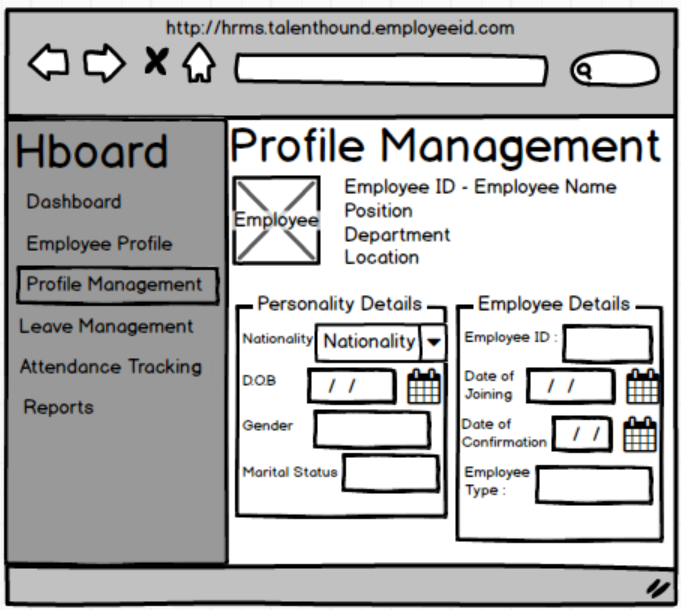 http://hrms.talenthound.employeeid.com
Hboard
Dashboard
Employee Profile
Profile Management
Leave Management
Attendance Tracking
Reports
Profile Management
Employee
Employee ID - Employee Name
Position
Department
Location
Personality Details
Nationality
Nationality
D.O.B
/ /
Gender
Marital Status
Employee Details
Employee ID :
Date of
Joining
/ /
Date of
Confirmation
/ /
Employee
Type :